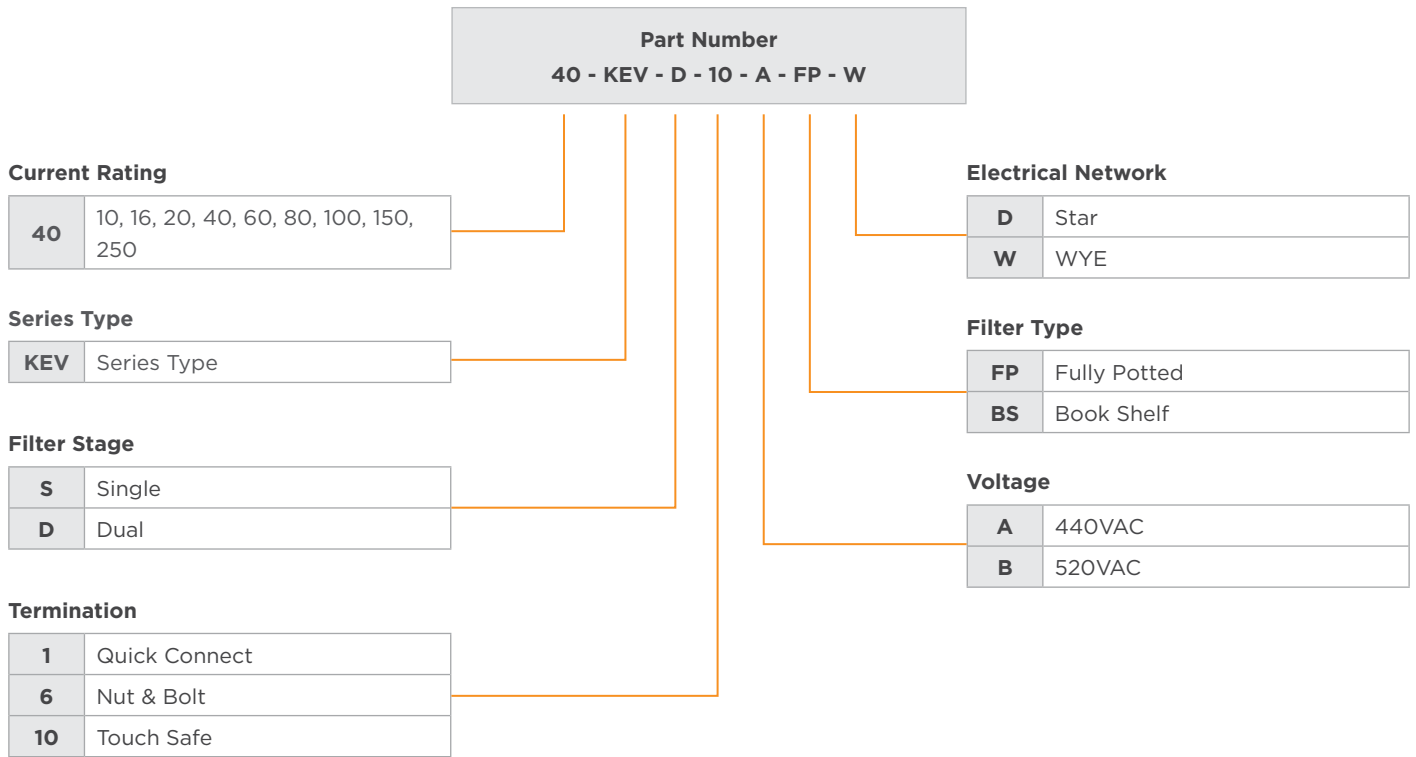 Part Number
40 - KEV - D - 10 - A - FP - W
Current Rating
40 10, 16, 20, 40, 60, 80, 100, 150,
250
Series Type
KEV Series Type
Filter Stage
S Single
D Dual
Termination
1 Quick Connect
6 Nut & Bolt
10 Touch Safe
Electrical Network
D Star
W WYE
Filter Type
FP Fully Potted
BS Book Shelf
Voltage
A 440VAC
B 520VAC